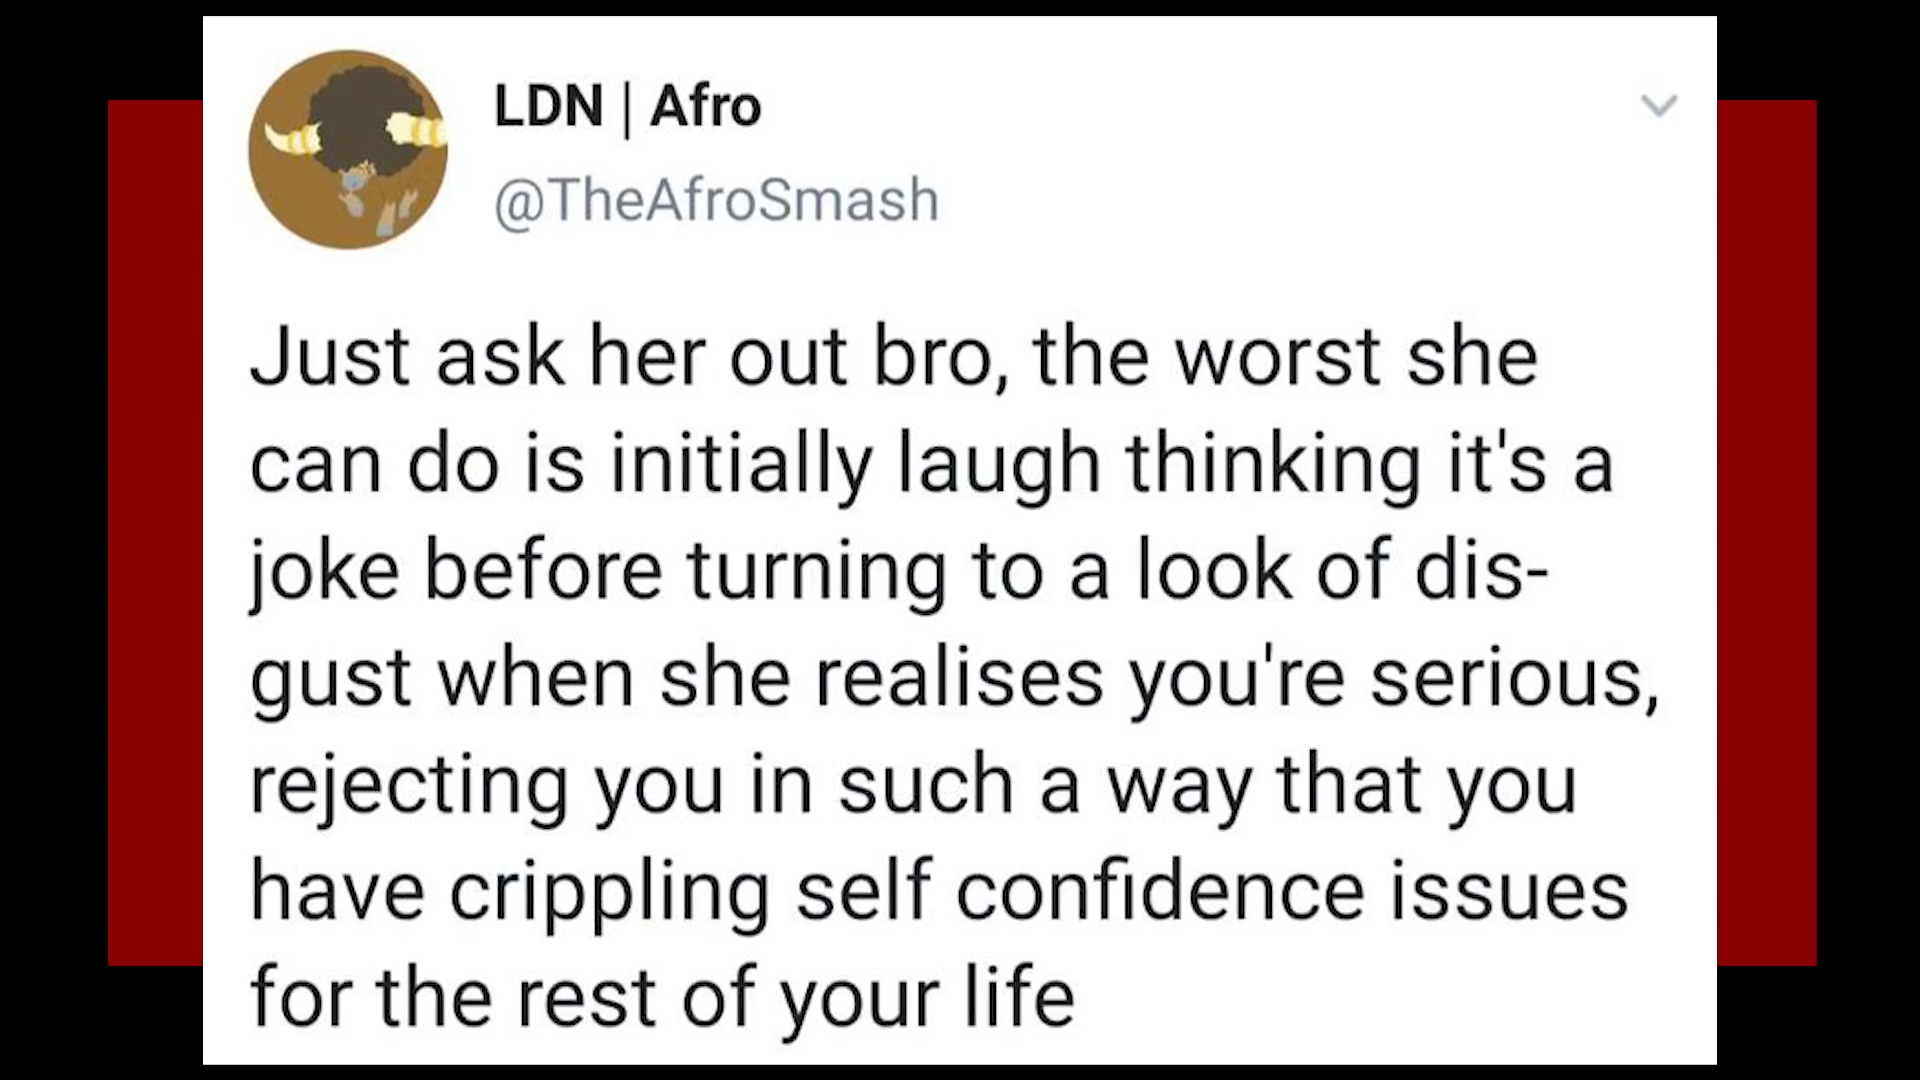 LDN | Afro
@TheAfroSmash
Just ask her out bro, the worst she
can do is initially laugh thinking it's a
joke before turning to a look of dis-
gust when she realises you're serious,
rejecting you in such a way that you
have crippling self confidence issues
for the rest of your life